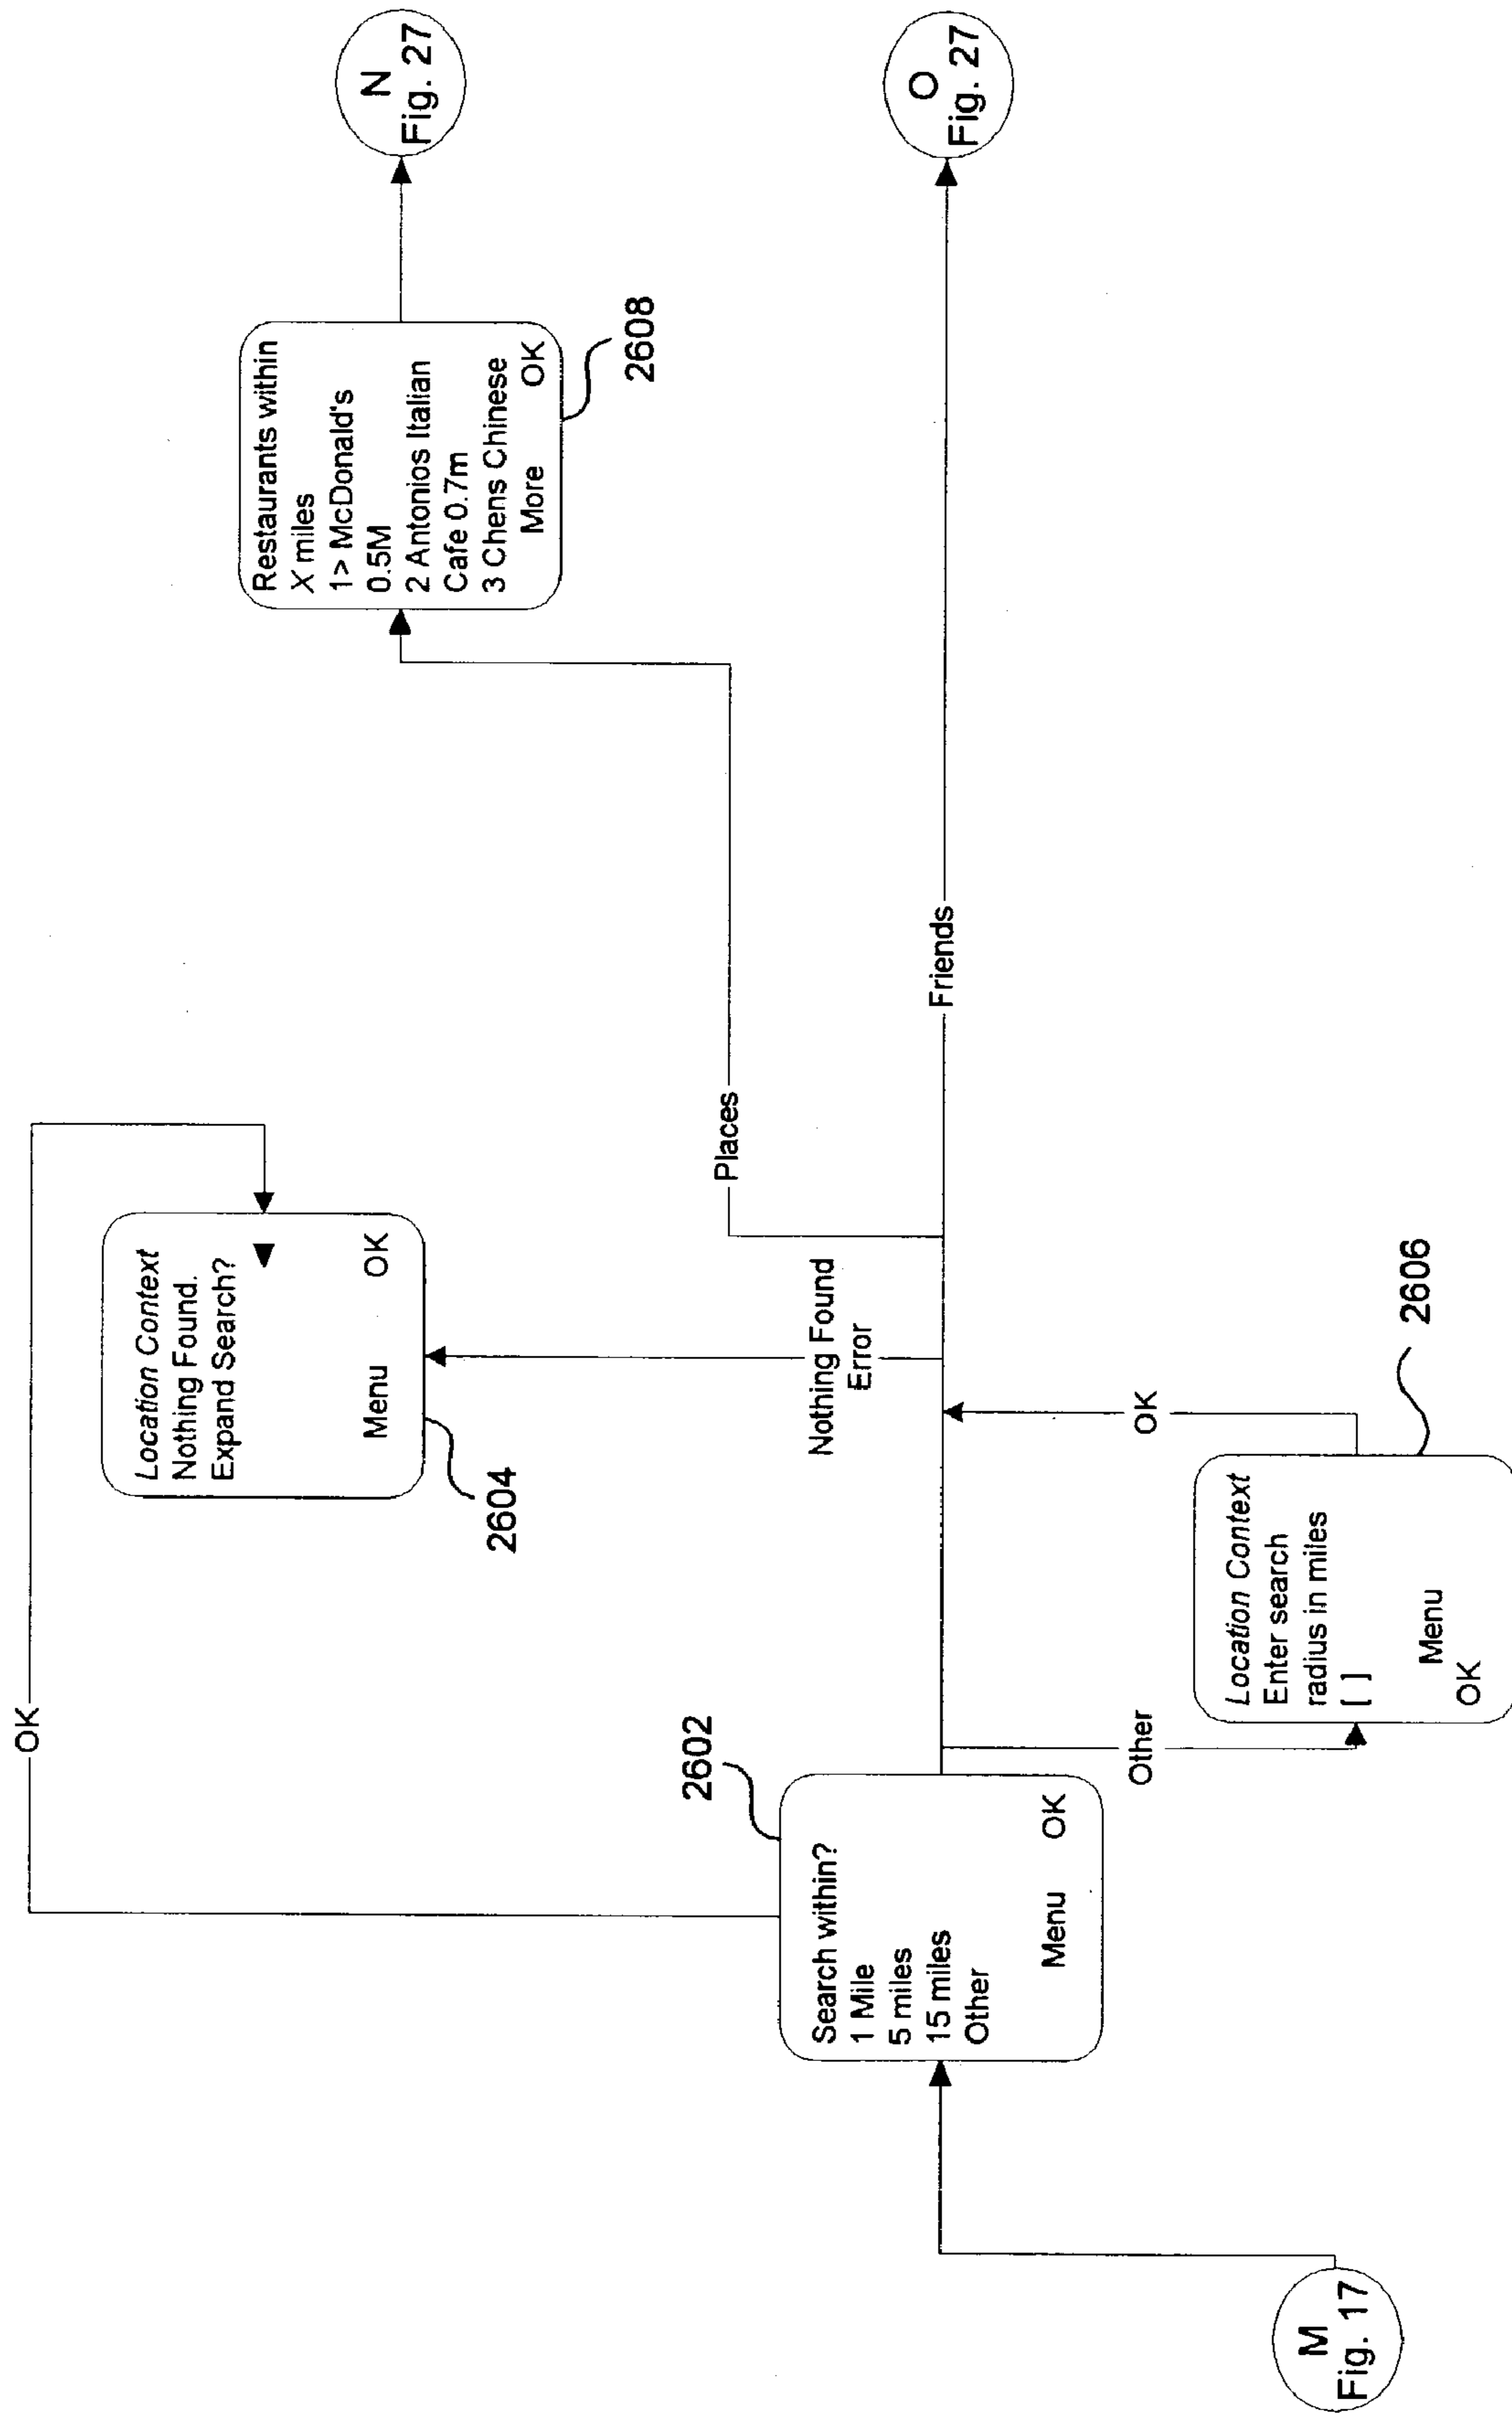 M
Fig. 17
Search within?
1 Mile
5 miles
15 miles
Other
Menu OK
2602
OK
Other
Location Context
Enter search
radius in miles
[ ]
Menu
OK
2606
OK
Location Context
Nothing Found.
Expand Search?
Menu OK
2604
Nothing Found
Error
Places
Friends
Restaurants within
X miles
1> McDonald's
0.5M
2 Antonios Italian
Cafe 0.7m
3 Chens Chinese
More OK
2608
N
Fig. 27
O
Fig. 27